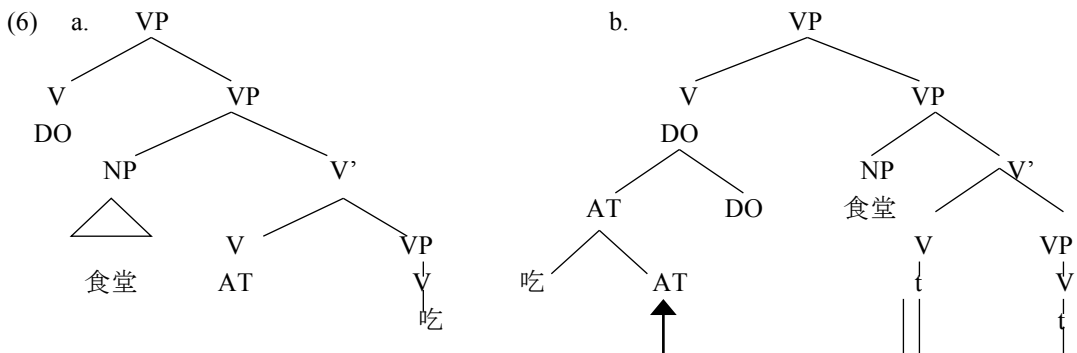 (6) a. VP b. VP
V VP V VP
DO DO
NP V’ NP V’
AT DO 食堂
V VP V VP
食堂 AT V 吃 AT t V
吃 t